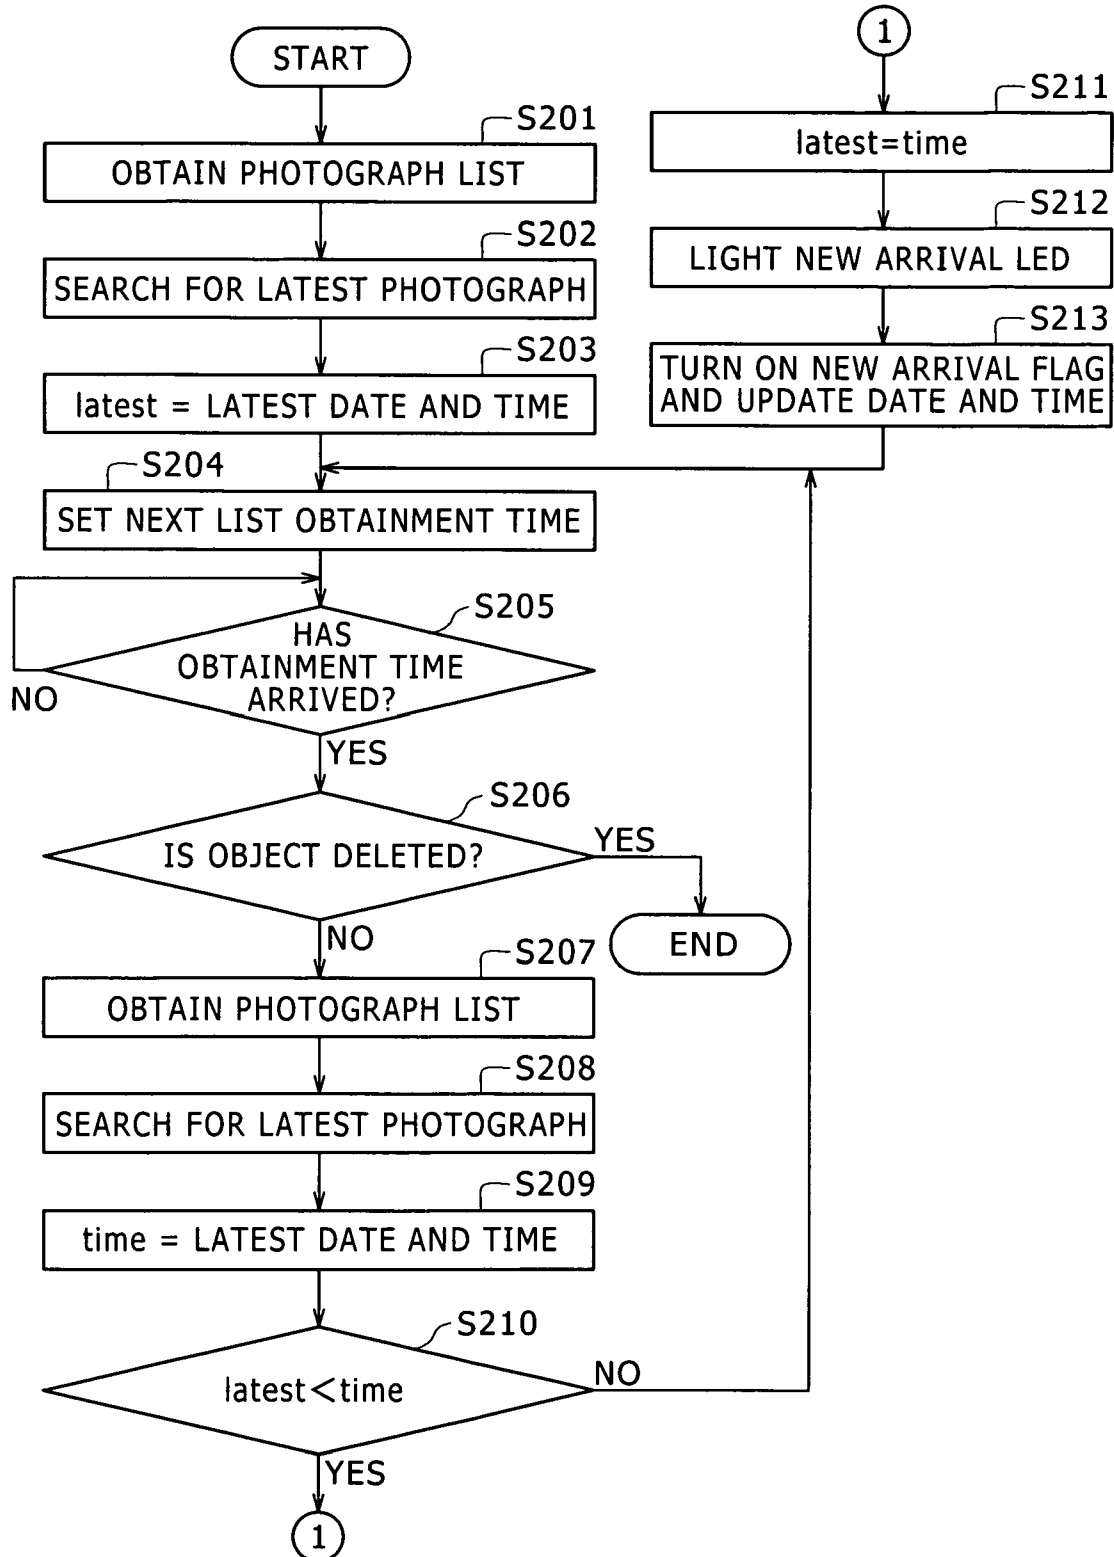 START
S201
OBTAIN PHOTOGRAPH LIST
S202
SEARCH FOR LATEST PHOTOGRAPH
S203
latest = LATEST DATE AND TIME
S204
SET NEXT LIST OBTAINMENT TIME
S205
HAS
OBTAINMENT TIME
ARRIVED?
NO
YES
S206
IS OBJECT DELETED?
YES
END
NO
S207
OBTAIN PHOTOGRAPH LIST
S208
SEARCH FOR LATEST PHOTOGRAPH
S209
time = LATEST DATE AND TIME
S210
latest<time
NO
YES
1
1
S211
latest=time
S212
LIGHT NEW ARRIVAL LED
S213
TURN ON NEW ARRIVAL FLAG
AND UPDATE DATE AND TIME